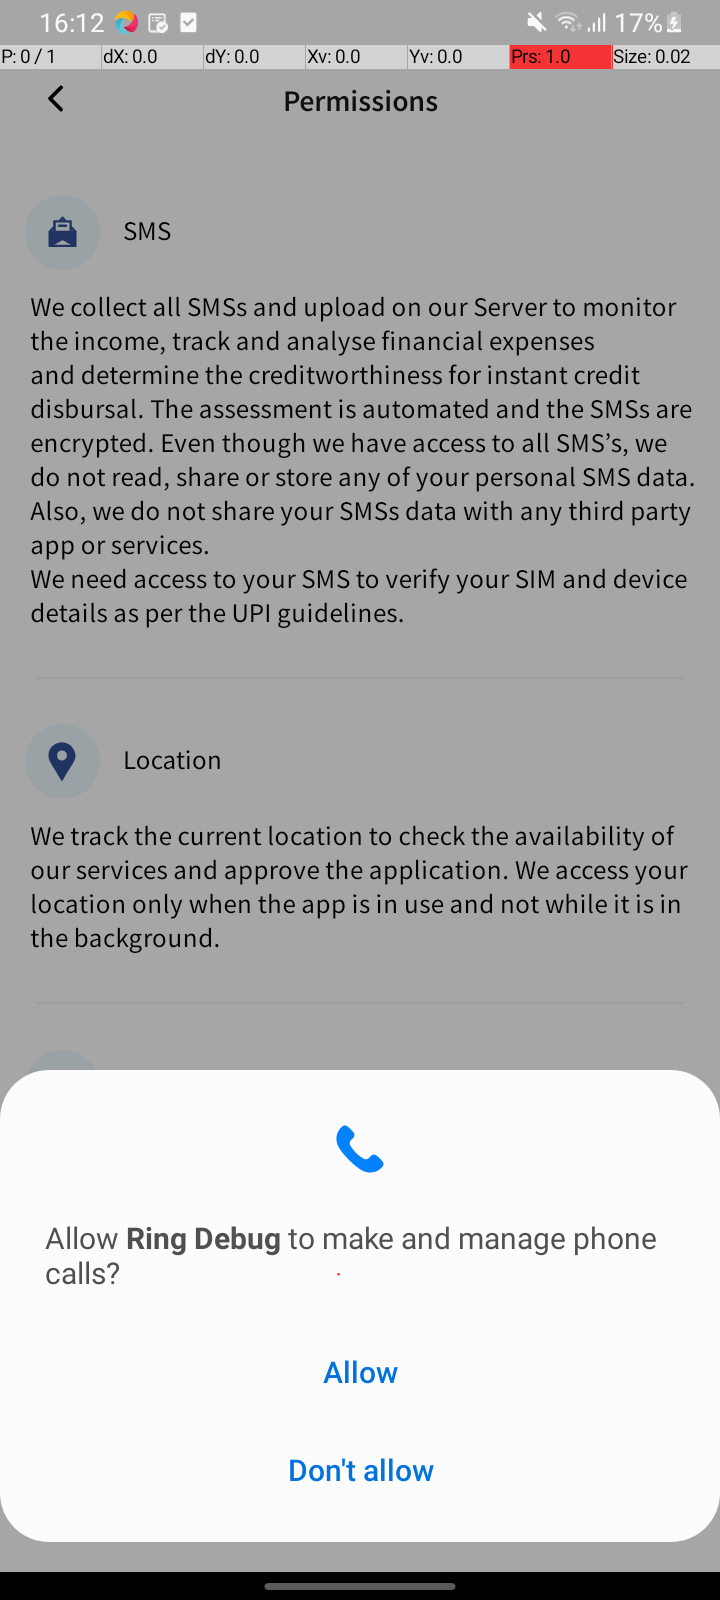 16:12
17%
P: 0 / 1 dX: 0.0 dY: 0.0 Xv: 0.0 Yv: 0.0 Prs: 1.0 Size: 0.02
Permissions
SMS
We collect all SMSs and upload on our Server to monitor
the income, track and analyse financial expenses
and determine the creditworthiness for instant credit
disbursal. The assessment is automated and the SMSs are
encrypted. Even though we have access to all SMS’s, we
do not read, share or store any of your personal SMS data.
Also, we do not share your SMSs data with any third party
app or services.
We need access to your SMS to verify your SIM and device
details as per the UPI guidelines.
Location
We track the current location to check the availability of
our services and approve the application. We access your
location only when the app is in use and not while it is in
the background.
Allow Ring Debug to make and manage phone
calls?
Allow
Don't allow